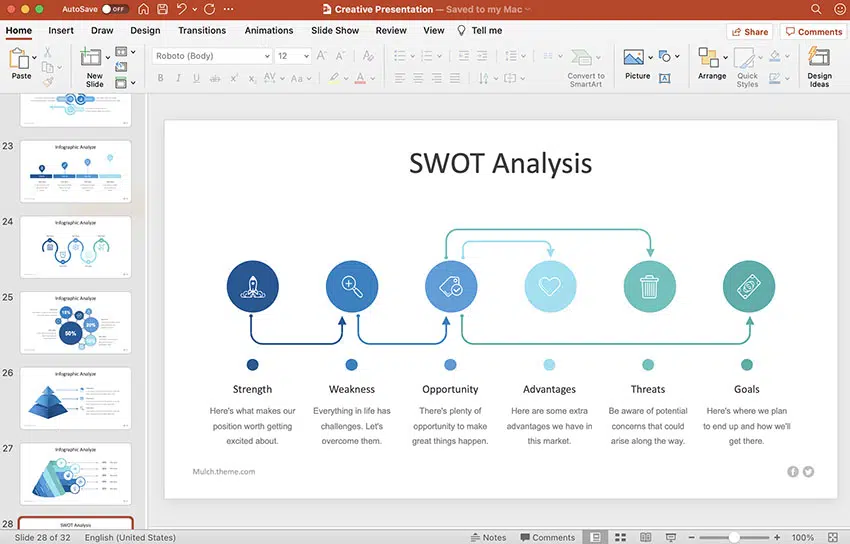 AutoSave OFF
Creative Presentation — Saved to my Mac
Home Insert Draw Design Transitions Animations Slide Show Review View Tell me
Share Comments
Paste
New Slide
Roboto (Body) 12
Convert to SmartArt
Picture
Arrange
Quick Styles
Design Ideas
23
Infographic Analyze
24
Infographic Analyze
25
Infographic Analyze
15%
50%
20%
26
Infographic Analyze
27
Infographic Analyze
28
SWOT Analysis
SWOT Analysis
Strength Weakness Opportunity Advantages Threats Goals
Here's what makes our
position worth getting
excited about.
Everything in life has
challenges. Let's
overcome them.
There's plenty of
opportunity to make
great things happen.
Here are some extra
advantages we have in
this market.
Be aware of potential
concerns that could
arise along the way.
Here's where we plan
to end up and how we'll
get there.
Mulch.theme.com
Slide 28 of 32 English (United States) Notes Comments 100%